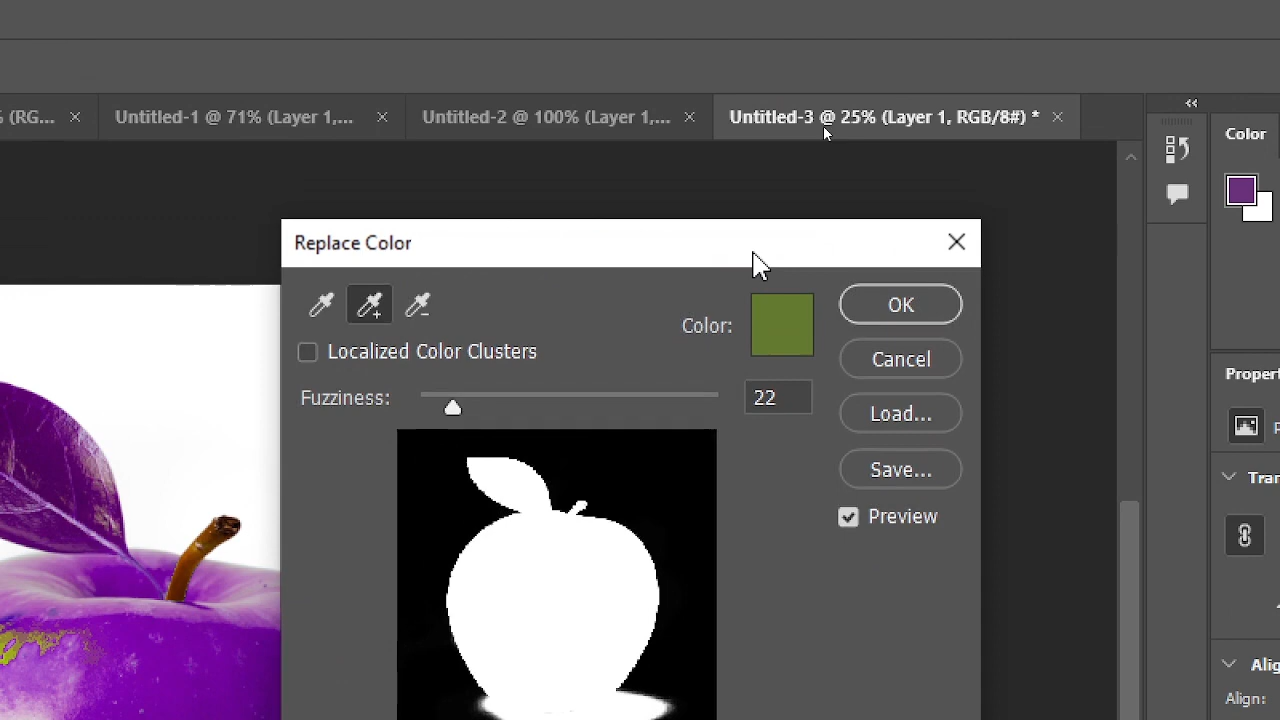 % (RG...
Untitled-1 @ 71% (Layer 1,...
Untitled-2 @ 100% (Layer 1,...
Untitled-3 @ 25% (Layer 1, RGB/8#) *
Color
Replace Color
Color:
OK
Localized Color Clusters
Cancel
Fuzziness:
22
Load...
Save...
Preview
Propert
P
Tran
Alig
Align: